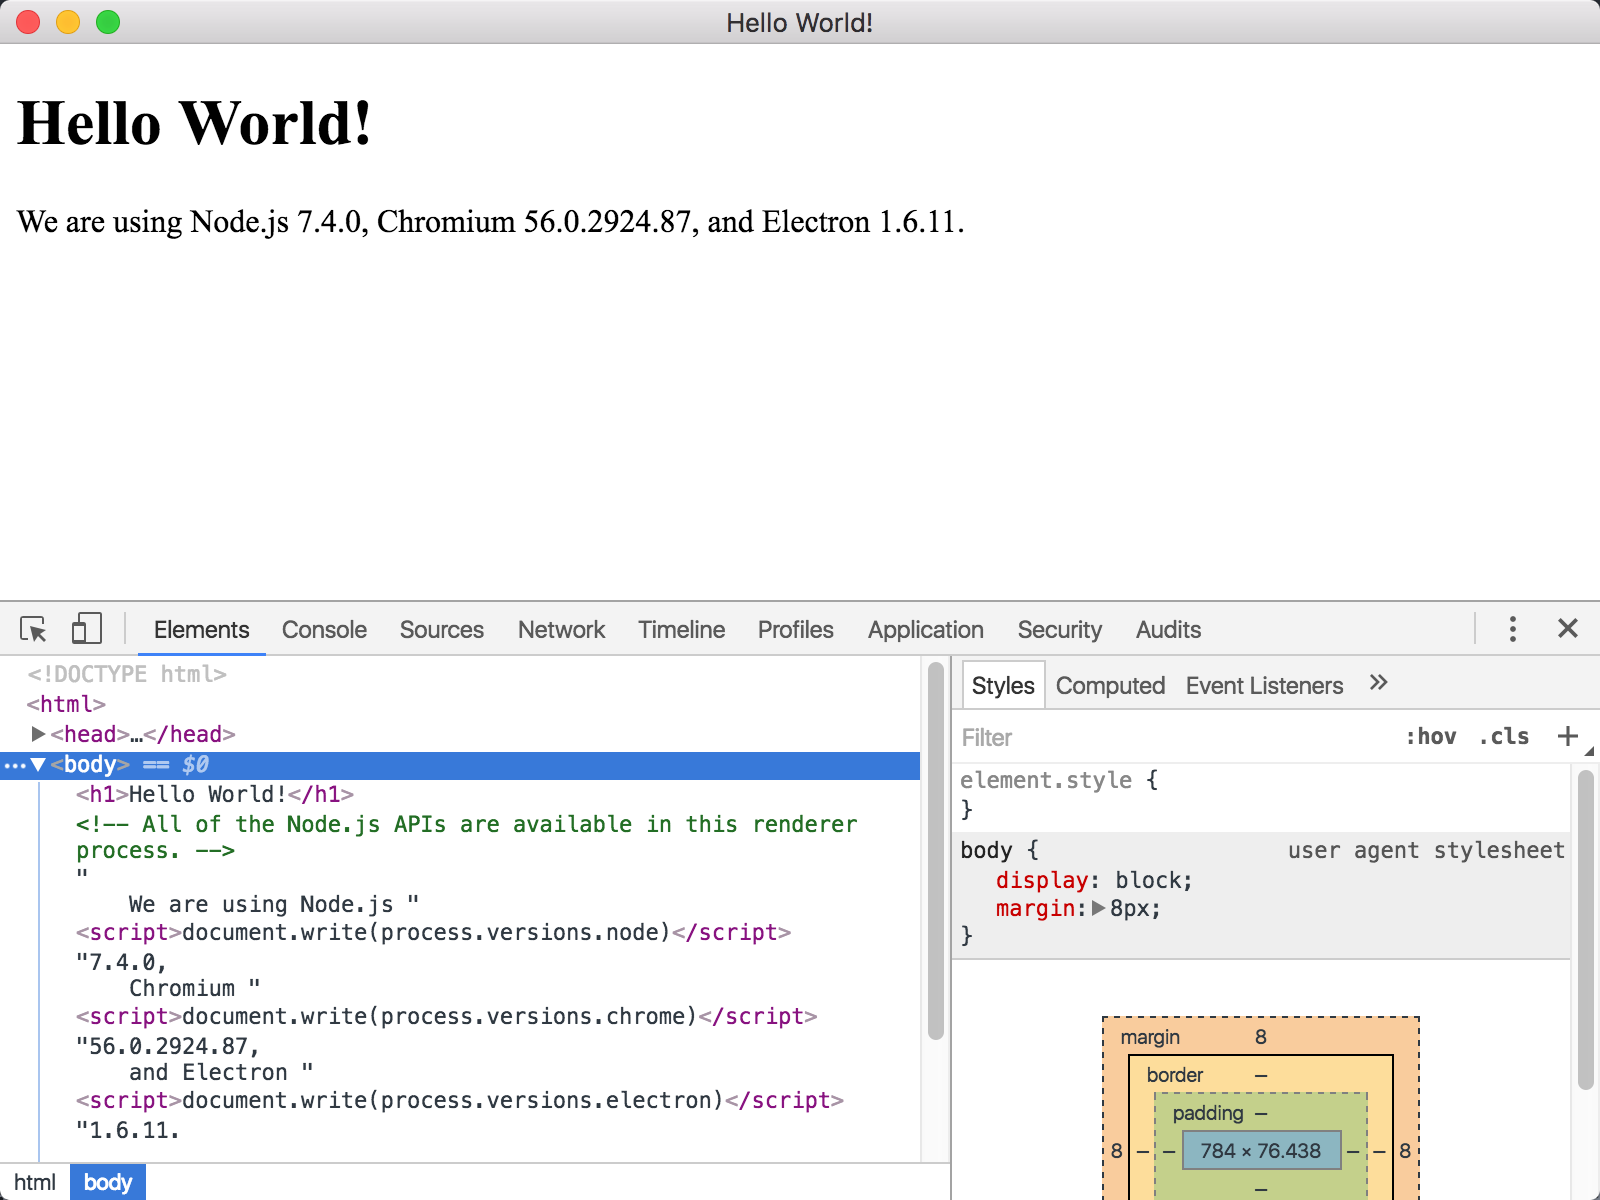 Hello World!
Hello World!
We are using Node.js 7.4.0, Chromium 56.0.2924.87, and Electron 1.6.11.
Elements Console Sources Network Timeline Profiles Application Security Audits
<!DOCTYPE html>
<html>
<head>…</head>
<body> == $0
<h1>Hello World!</h1>
<!-- All of the Node.js APIs are available in this renderer
process. -->
"
We are using Node.js "
<script>document.write(process.versions.node)</script>
"7.4.0,
Chromium "
<script>document.write(process.versions.chrome)</script>
"56.0.2924.87,
and Electron "
<script>document.write(process.versions.electron)</script>
"1.6.11.
html body
Styles Computed Event Listeners »
Filter :hov .cls +
element.style {
}
body { user agent stylesheet
display: block;
margin: 8px;
}
margin 8
border –
padding –
8 – – 784 × 76.438 – – 8
–